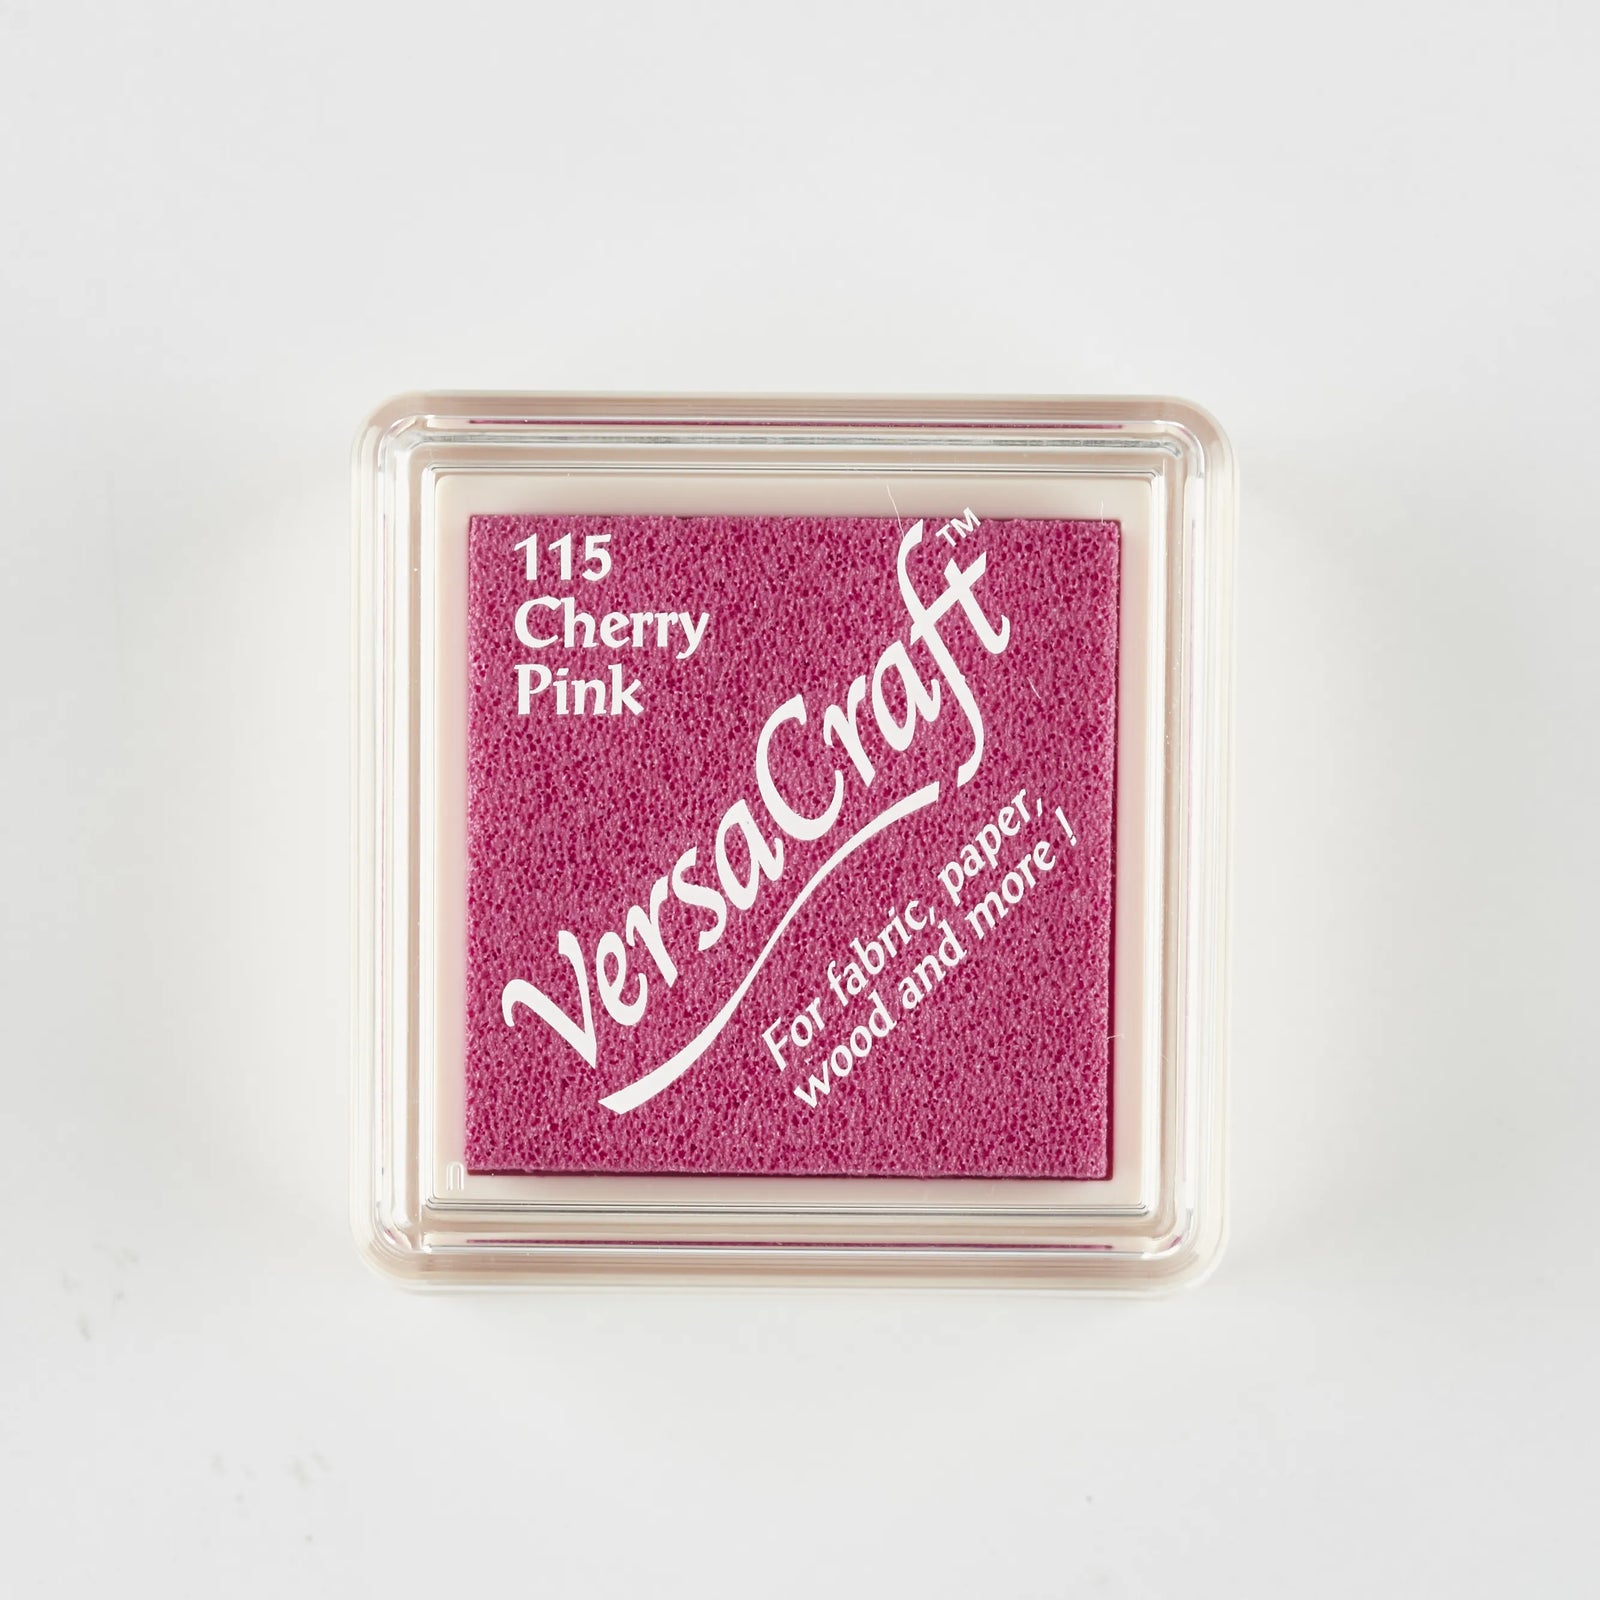 115
Cherry
Pink
VersaCraft™
For fabric, paper,
wood and more !